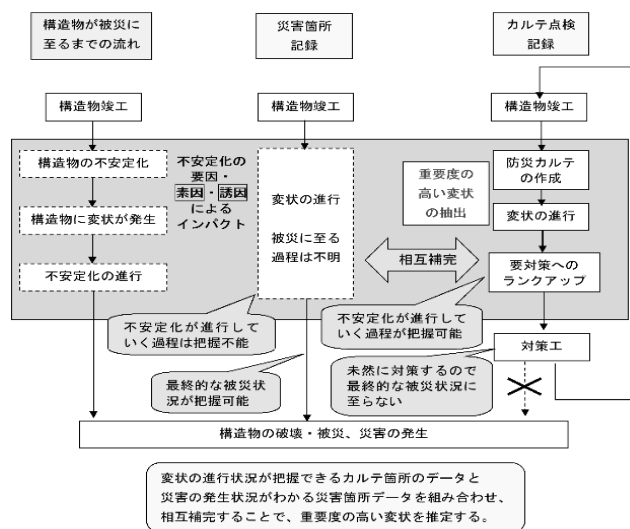 構造物が被災に
至るまでの流れ
災害箇所
記録
カルテ点検
記録
構造物竣工
構造物竣工
構造物竣工
構造物の不安定化
構造物に変状が発生
不安定化の進行
不安定化の
要因・
素因・誘因
による
インパクト
変状の進行
被災に至る
過程は不明
重要度の
高い変状
の抽出
相互補完
防災カルテ
の作成
変状の進行
要対策への
ランクアップ
不安定化が進行して
いく過程は把握不能
不安定化が進行して
いく過程が把握可能
対策工
最終的な被災状
況が把握可能
未然に対策するので
最終的な被災状況に
至らない
構造物の破壊・被災、災害の発生
変状の進行状況が把握できるカルテ箇所のデータと
災害の発生状況がわかる災害箇所データを組み合わせ、
相互補完することで、重要度の高い変状を推定する。